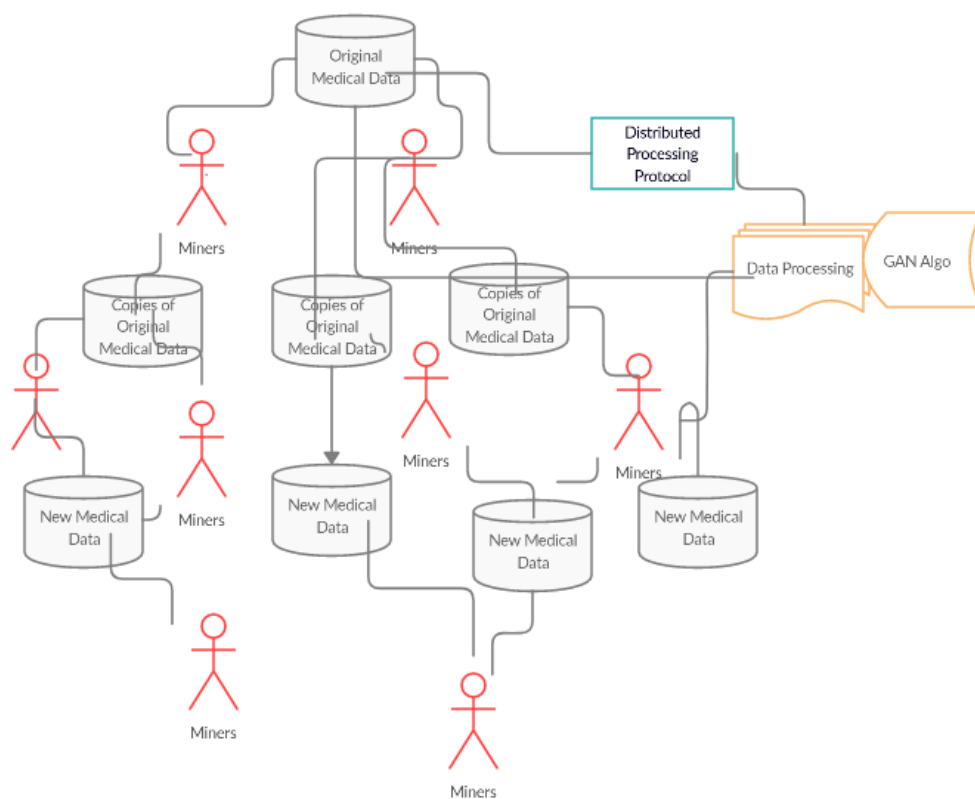 Original
Medical Data
Distributed
Processing
Protocol
Miners
Miners
Data Processing
GAN Algo
Copies of
Original
Medical Data
Copies of
Original
Medical Data
Copies of
Original
Medical Data
Miners
Miners
Miners
New Medical
Data
New Medical
Data
New Medical
Data
New Medical
Data
Miners
Miners